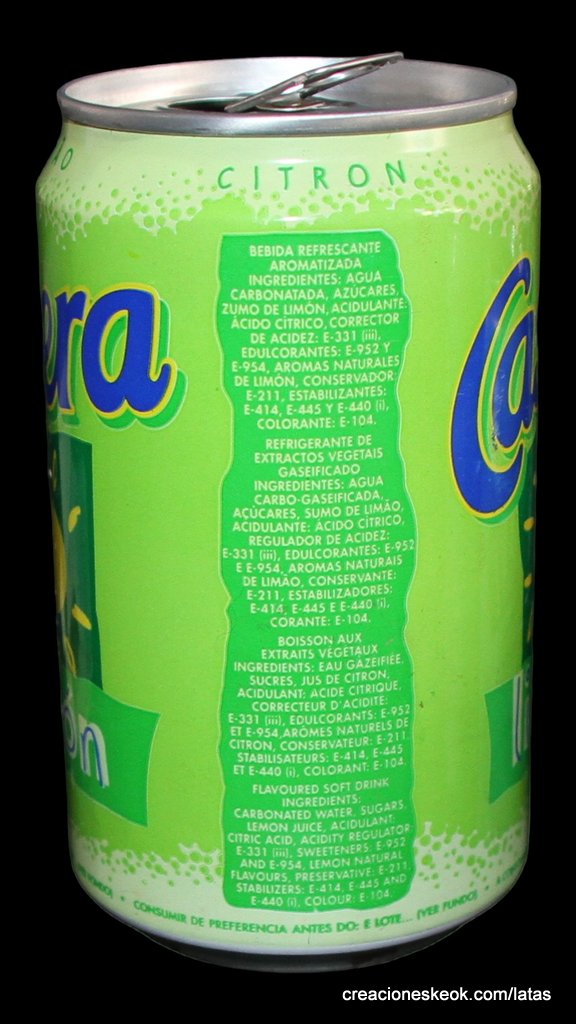 CITRON
BEBIDA REFRESCANTE
AROMATIZADA
INGREDIENTES: AGUA
CARBONATADA, AZÚCARES,
ZUMO DE LIMÓN, ACIDULANTE:
ÁCIDO CÍTRICO, CORRECTOR
DE ACIDEZ: E-331 (iii),
EDULCORANTES: E-952 Y
E-954, AROMAS NATURALES
DE LIMÓN, CONSERVADOR:
E-211, ESTABILIZANTES:
E-414, E-445 Y E-440 (i),
COLORANTE: E-104.
REFRIGERANTE DE
EXTRACTOS VEGETAIS
GASEIFICADO
INGREDIENTES: AGUA
CARBO-GASEIFICADA,
AÇÚCARES, SUMO DE LIMÃO,
ACIDULANTE: ÁCIDO CÍTRICO,
REGULADOR DE ACIDEZ:
E-331 (iii), EDULCORANTES: E-952
E E-954, AROMAS NATURAIS
DE LIMÃO, CONSERVANTE:
E-211, ESTABILIZADORES:
E-414, E-445 E E-440 (i),
CORANTE: E-104.
BOISSON AUX
EXTRAITS VÉGÉTAUX
INGREDIENTS: EAU GAZÉIFIÉE,
SUCRES, JUS DE CITRON,
ACIDULANT: ACIDE CITRIQUE,
CORRECTEUR D'ACIDITÉ:
E-331 (iii), EDULCORANTS: E-952
ET E-954, ARÔMES NATURELS DE
CITRON, CONSERVATEUR: E-211,
STABILISATEURS: E-414, E-445
ET E-440 (i), COLORANT: E-104.
FLAVOURED SOFT DRINK
INGREDIENTS:
CARBONATED WATER, SUGARS,
LEMON JUICE, ACIDULANT:
CITRIC ACID, ACIDITY REGULATOR
E-331 (iii), SWEETENERS: E-952
AND E-954, LEMON NATURAL
FLAVOURS, PRESERVATIVE: E-211,
STABILIZERS: E-414, E-445 AND
E-440 (i), COLOUR: E-104.
era
Ca
ón
li
CONSUMIR DE PREFERENCIA ANTES DO: E LOTE... (VER FUNDO)
creacioneskeok.com/latas